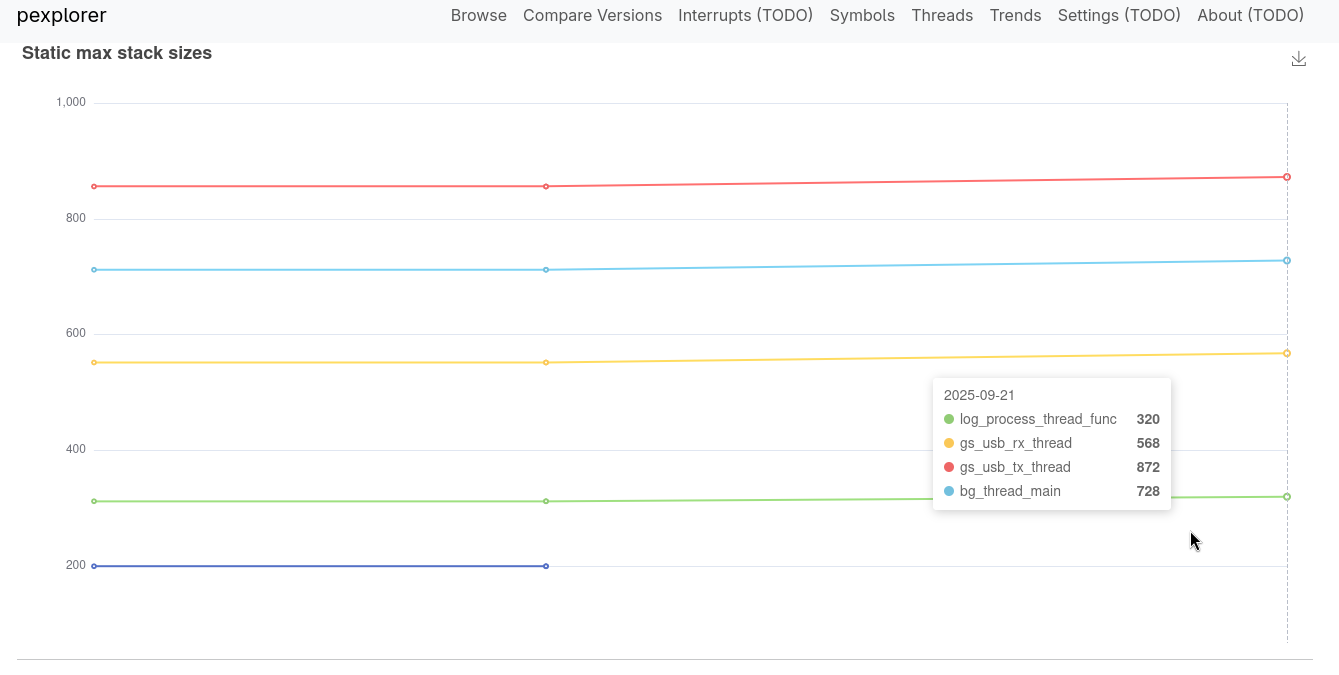 pexplorer Browse Compare Versions Interrupts (TODO) Symbols Threads Trends Settings (TODO) About (TODO)
Static max stack sizes
1,000
800
600
400
200
2025-09-21
log_process_thread_func 320
gs_usb_rx_thread 568
gs_usb_tx_thread 872
bg_thread_main 728